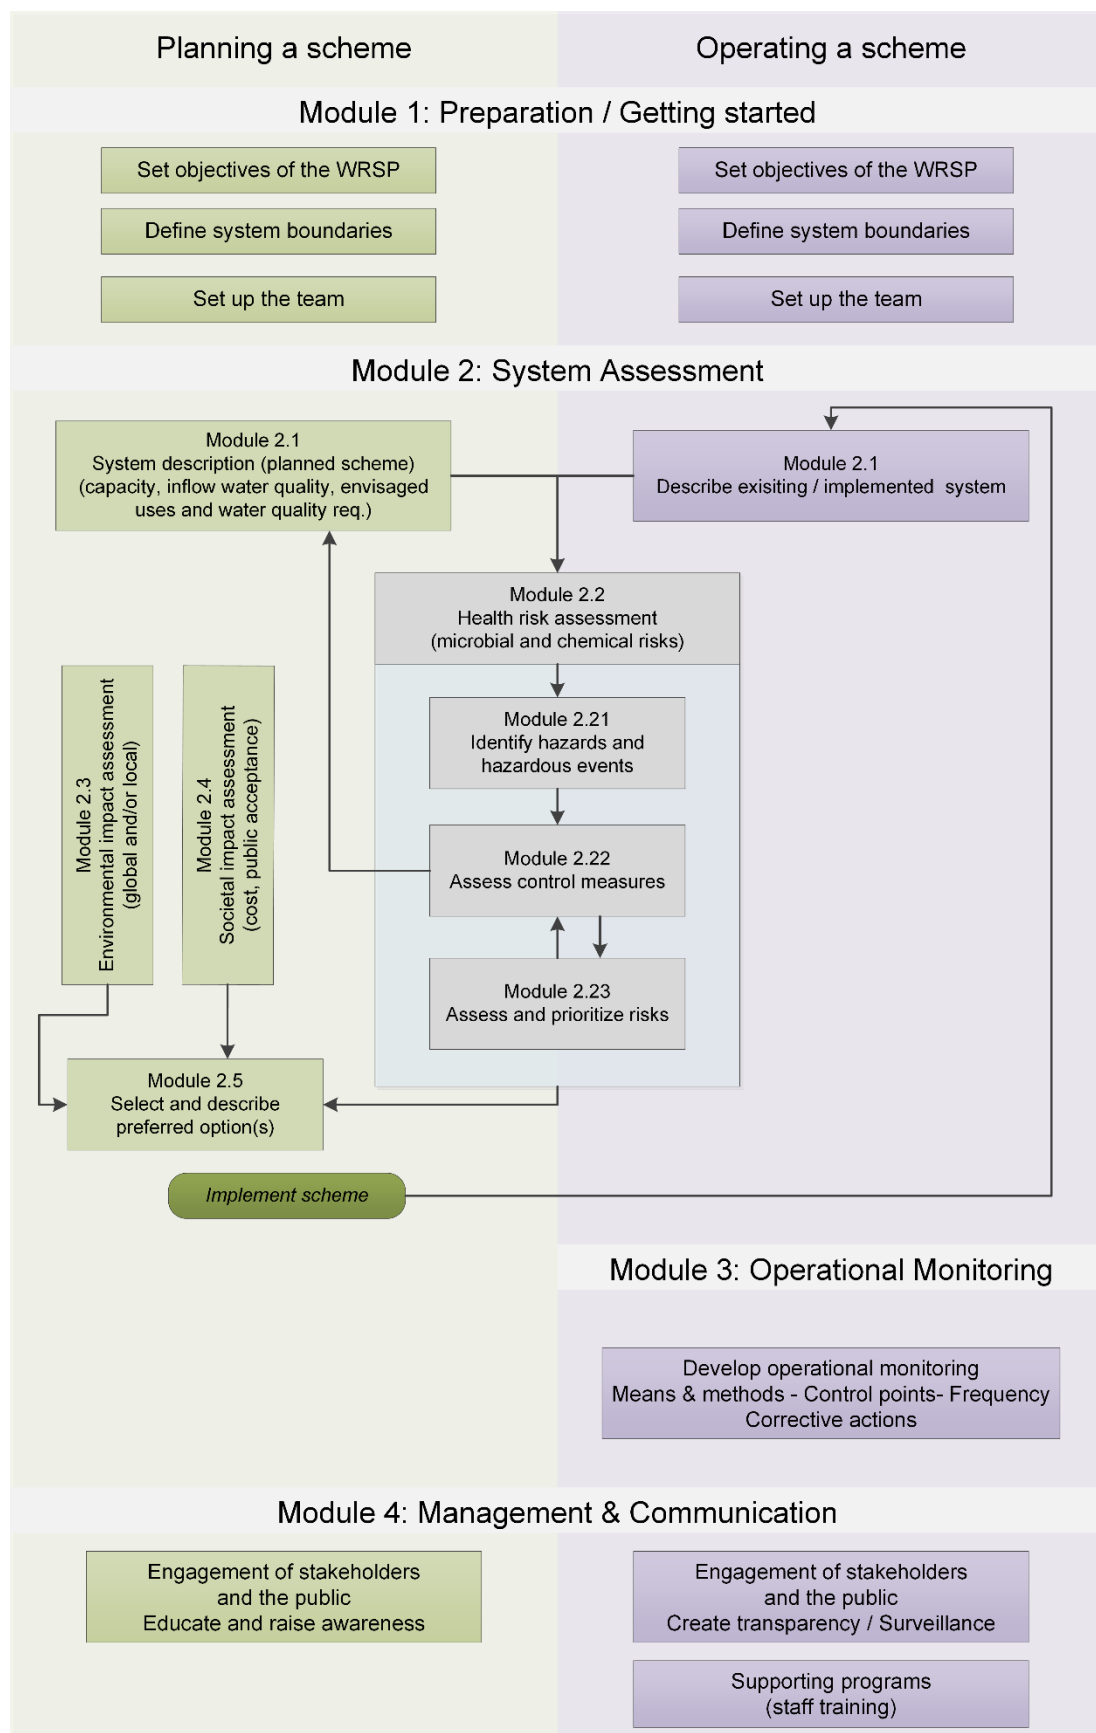 Planning a scheme
Operating a scheme
Module 1: Preparation / Getting started
Set objectives of the WRSP
Set objectives of the WRSP
Define system boundaries
Define system boundaries
Set up the team
Set up the team
Module 2: System Assessment
Module 2.1
System description (planned scheme)
(capacity, inflow water quality, envisaged
uses and water quality req.)
Module 2.1
Describe exisiting / implemented system
Module 2.2
Health risk assessment
(microbial and chemical risks)
Module 2.21
Identify hazards and
hazardous events
Module 2.22
Assess control measures
Module 2.23
Assess and prioritize risks
Module 2.3
Environmental impact assessment
(global and/or local)
Module 2.4
Societal impact assessment
(cost, public acceptance)
Module 2.5
Select and describe
preferred option(s)
Implement scheme
Module 3: Operational Monitoring
Develop operational monitoring
Means & methods - Control points- Frequency
Corrective actions
Module 4: Management & Communication
Engagement of stakeholders
and the public
Educate and raise awareness
Engagement of stakeholders
and the public
Create transparency / Surveillance
Supporting programs
(staff training)